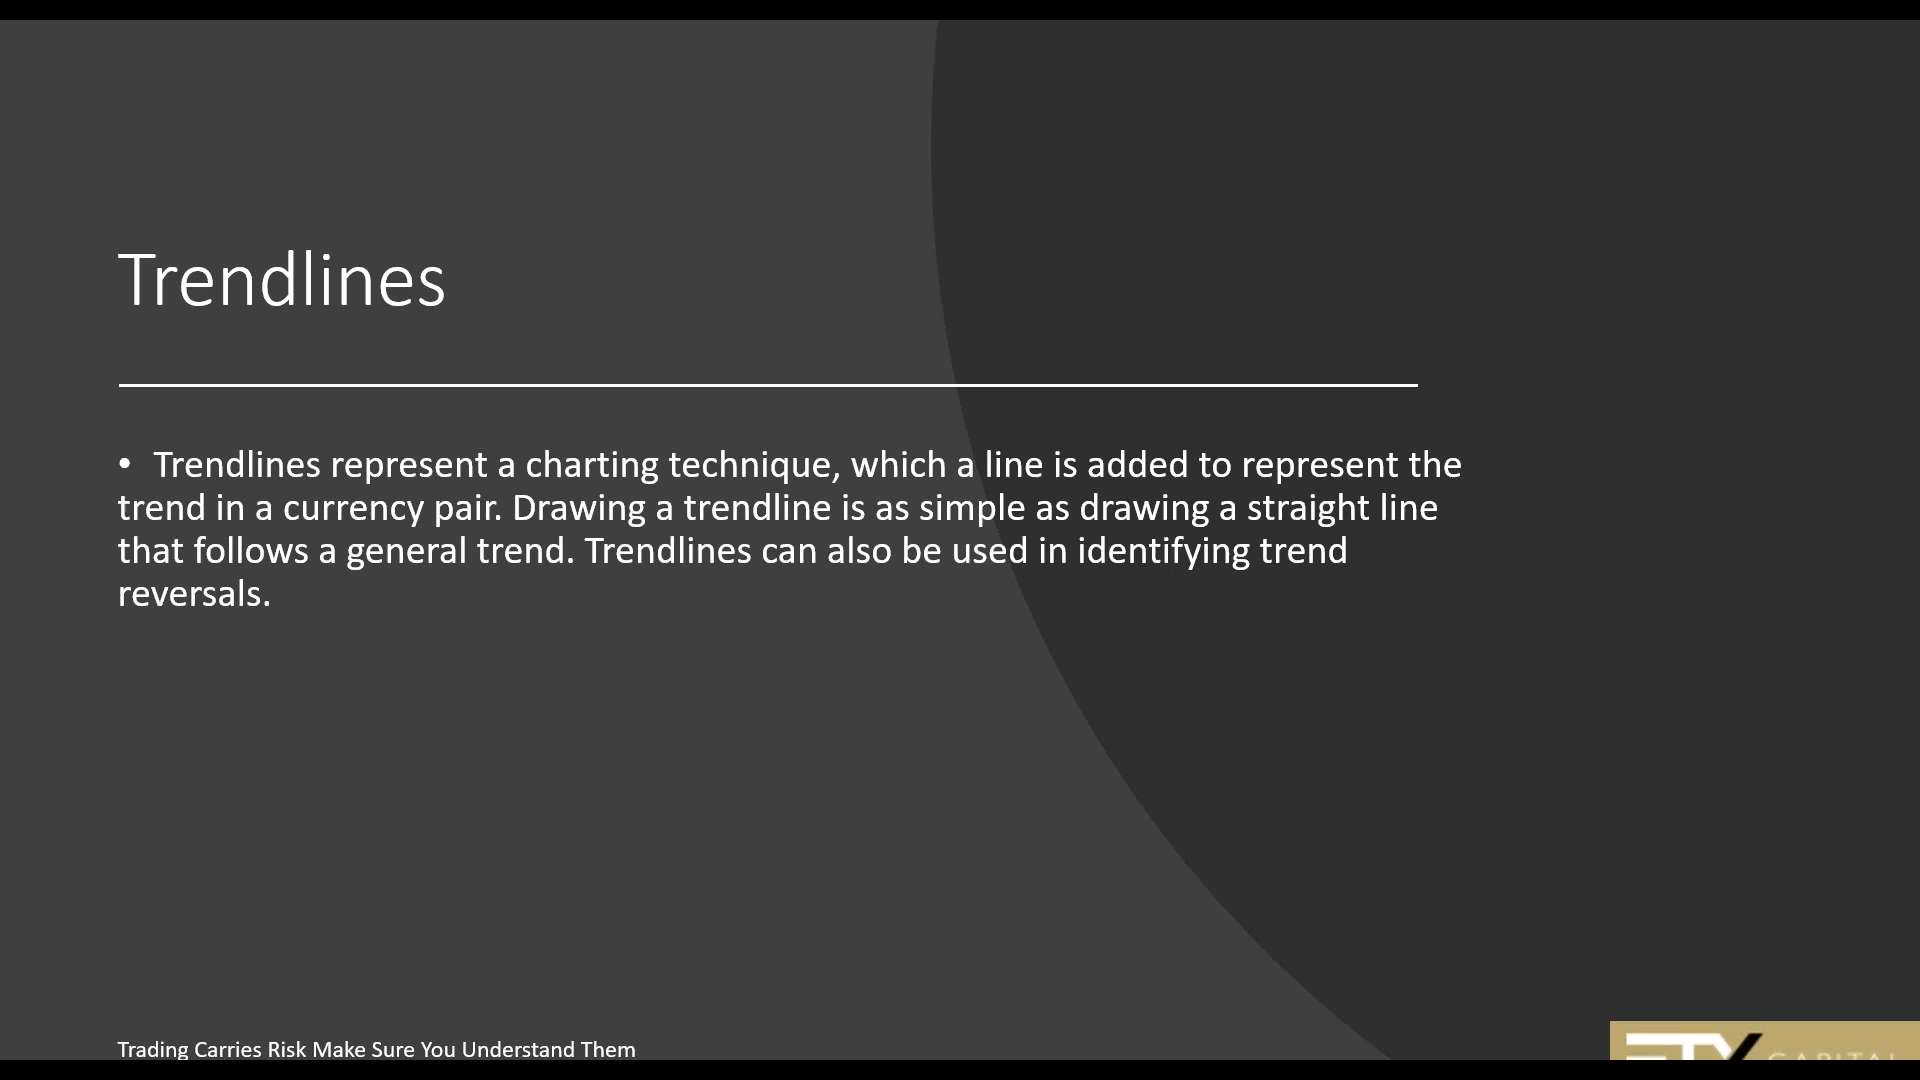 Trendlines
• Trendlines represent a charting technique, which a line is added to represent the
trend in a currency pair. Drawing a trendline is as simple as drawing a straight line
that follows a general trend. Trendlines can also be used in identifying trend
reversals.
Trading Carries Risk Make Sure You Understand Them
ETX CAPITAL